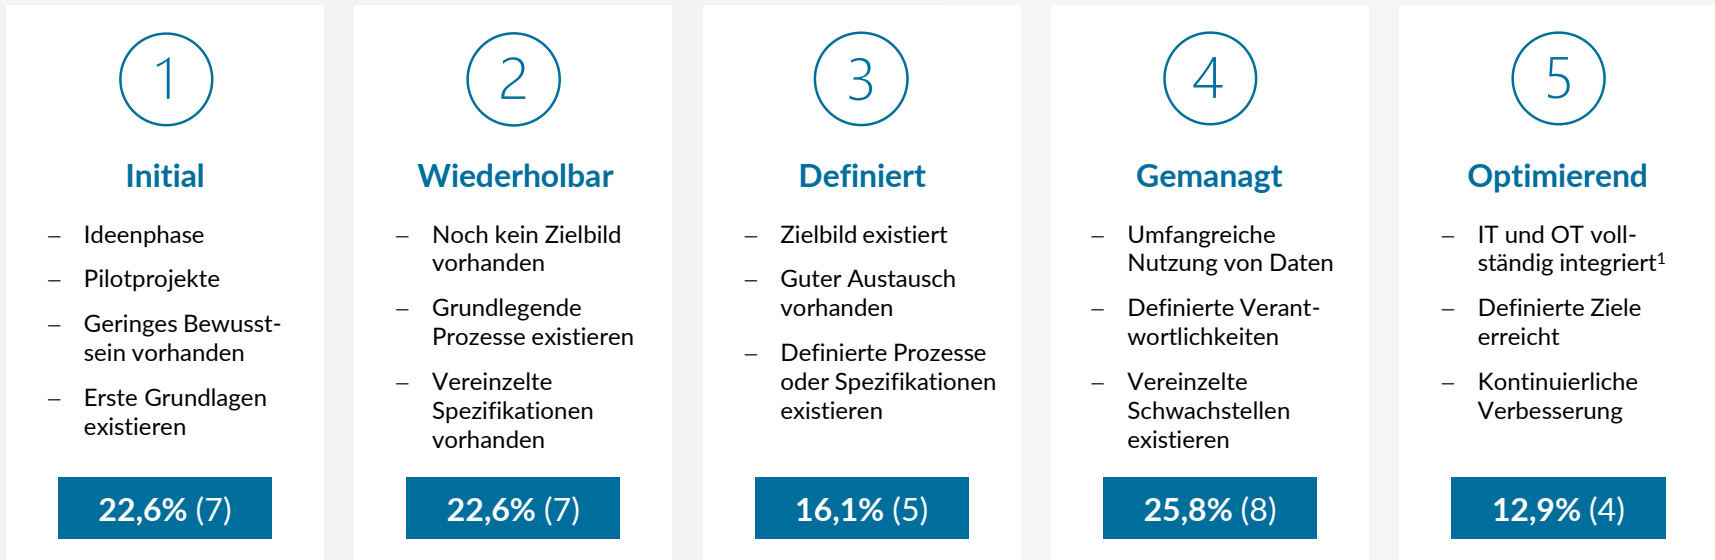 1
Initial
– Ideenphase
– Pilotprojekte
– Geringes Bewusst-
sein vorhanden
– Erste Grundlagen
existieren
22,6% (7)
2
Wiederholbar
– Noch kein Zielbild
vorhanden
– Grundlegende
Prozesse existieren
– Vereinzelte
Spezifikationen
vorhanden
22,6% (7)
3
Definiert
– Zielbild existiert
– Guter Austausch
vorhanden
– Definierte Prozesse
oder Spezifikationen
existieren
16,1% (5)
4
Gemanagt
– Umfangreiche
Nutzung von Daten
– Definierte Verant-
wortlichkeiten
– Vereinzelte
Schwachstellen
existieren
25,8% (8)
5
Optimierend
– IT und OT voll-
ständig integriert¹
– Definierte Ziele
erreicht
– Kontinuierliche
Verbesserung
12,9% (4)